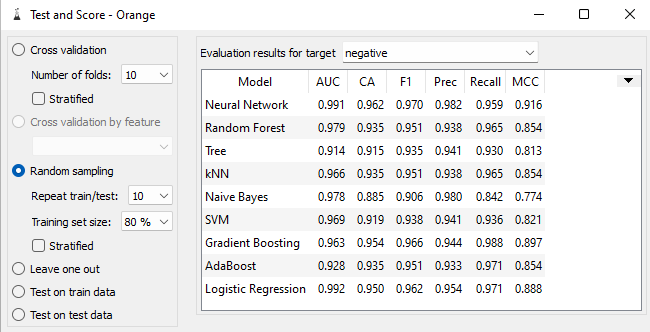 Test and Score - Orange
Cross validation
Number of folds: 10
Stratified
Cross validation by feature
Random sampling
Repeat train/test: 10
Training set size: 80 %
Stratified
Leave one out
Test on train data
Test on test data
Evaluation results for target negative
Model AUC CA F1 Prec Recall MCC
Neural Network 0.991 0.962 0.970 0.982 0.959 0.916
Random Forest 0.979 0.935 0.951 0.938 0.965 0.854
Tree 0.914 0.915 0.935 0.941 0.930 0.813
kNN 0.966 0.935 0.951 0.938 0.965 0.854
Naive Bayes 0.978 0.885 0.906 0.980 0.842 0.774
SVM 0.969 0.919 0.938 0.941 0.936 0.821
Gradient Boosting 0.963 0.954 0.966 0.944 0.988 0.897
AdaBoost 0.928 0.935 0.951 0.933 0.971 0.854
Logistic Regression 0.992 0.950 0.962 0.954 0.971 0.888